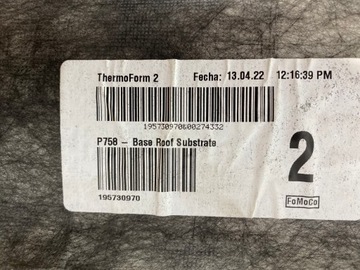 ThermoForm 2 Fecha: 13.04.22 12:16:39 PM
195730970600274332
P758 - Base Roof Substrate
2
195730970
FoMoCo